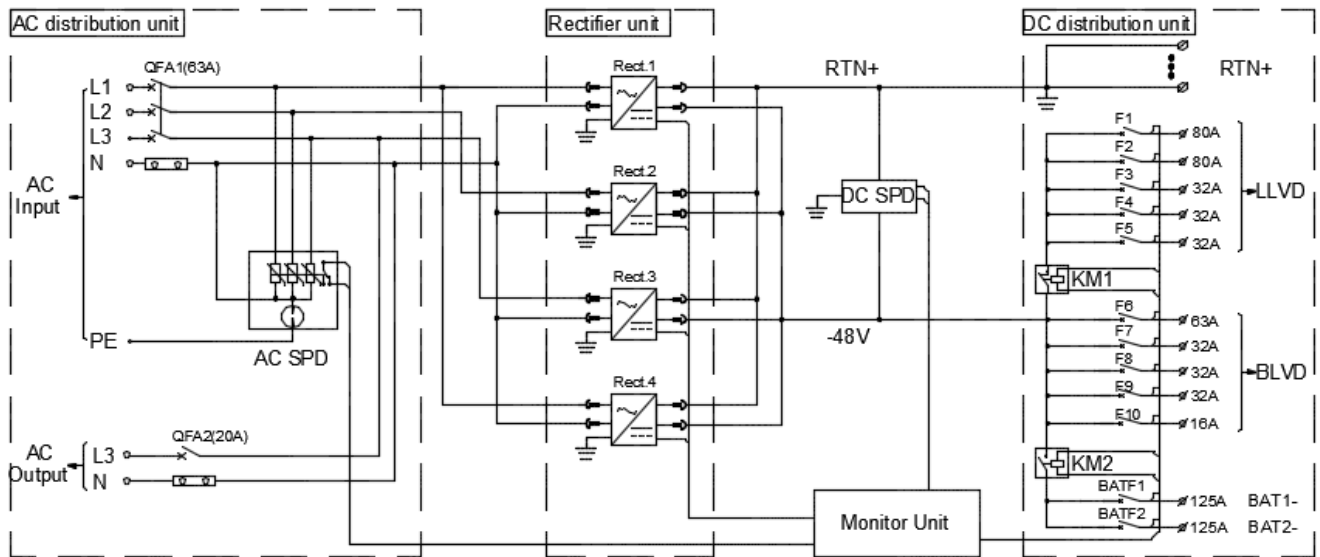 AC distribution unit
Rectifier unit
DC distribution unit
QFA1(63A)
Rect.1
RTN+
RTN+
L1
L2
L3
N
AC
Input
PE
AC SPD
Rect.2
Rect.3
Rect.4
DC SPD
-48V
F1
80A
F2
80A
F3
32A
F4
32A
F5
32A
LLVD
KM1
F6
63A
F7
32A
F8
32A
F9
32A
F10
16A
BLVD
KM2
BATF1
125A BAT1-
BATF2
125A BAT2-
AC
Output
L3
QFA2(20A)
N
Monitor Unit